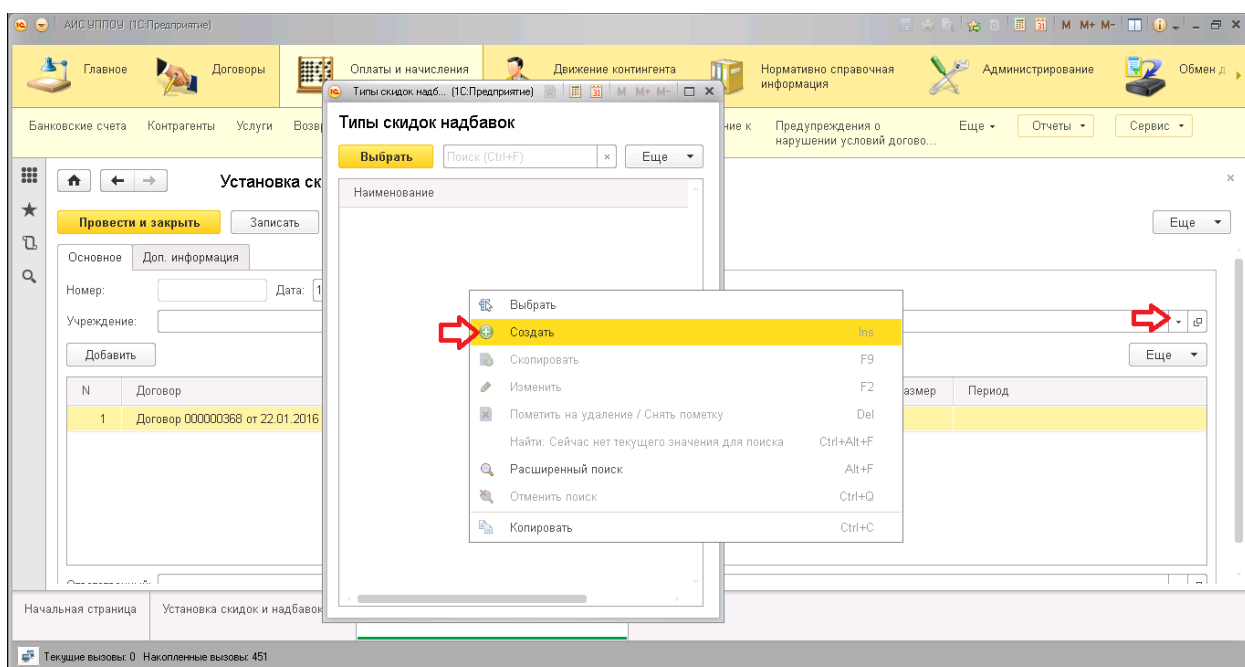 АИС УППОУ (1С:Предприятие)
M M+ M-
Главное
Договоры
Оплаты и начисления
Движение контингента
Нормативно справочная
информация
Администрирование
Обмен д
Банковские счета
Контрагенты
Услуги
Возв
ние к
Предупреждения о
нарушении условий догово...
Еще
Отчеты
Сервис
Типы скидок надб... (1С:Предприятие)
M M+ M-
Типы скидок надбавок
Выбрать
Поиск (Ctrl+F)
×
Еще
Наименование
Установка ск
Провести и закрыть
Записать
Еще
Основное
Доп. информация
Номер:
Дата: 1
Учреждение:
Добавить
Еще
N
Договор
азмер
Период
1
Договор 000000368 от 22.01.2016
Выбрать
Создать Ins
Скопировать F9
Изменить F2
Пометить на удаление / Снять пометку Del
Найти: Сейчас нет текущего значения для поиска Ctrl+Alt+F
Расширенный поиск Alt+F
Отменить поиск Ctrl+Q
Копировать Ctrl+C
Начальная страница
Установка скидок и надбавок
Текущие вызовы: 0 Накопленные вызовы: 451